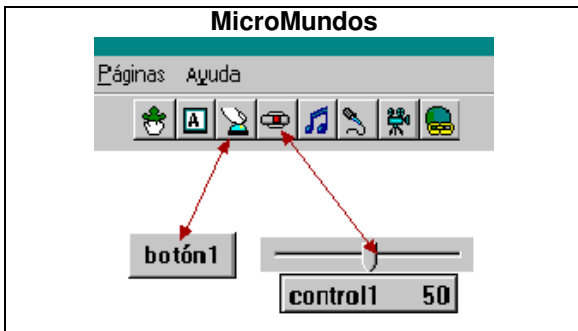 MicroMundos
Páginas Ayuda
A
botón1
control1 50